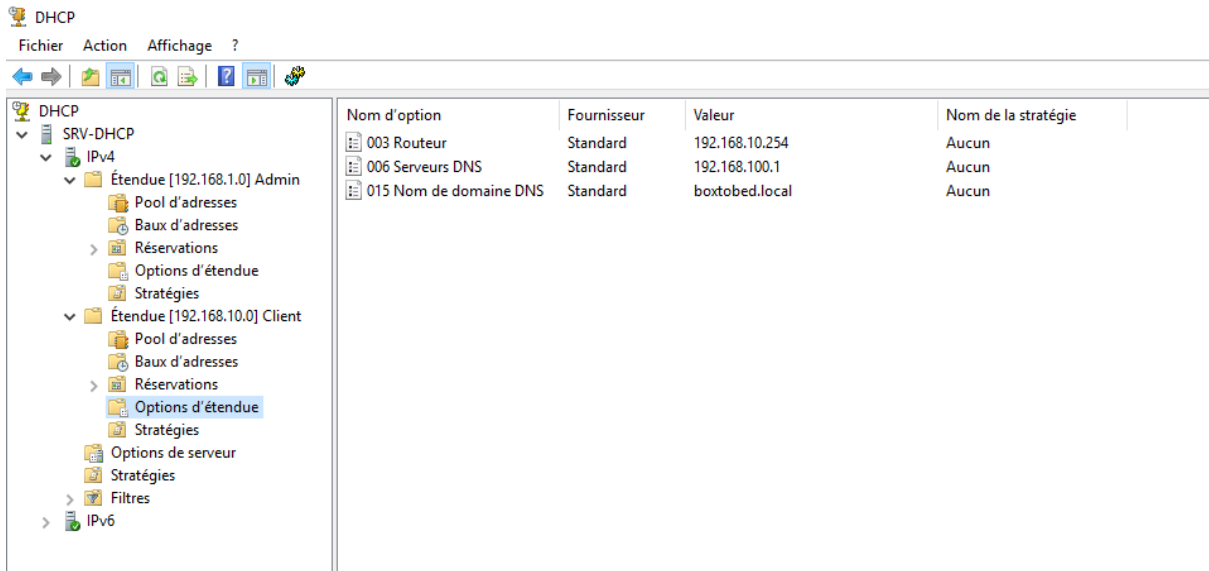 DHCP
Fichier Action Affichage ?
DHCP
SRV-DHCP
IPv4
Étendue [192.168.1.0] Admin
Pool d'adresses
Baux d'adresses
Réservations
Options d'étendue
Stratégies
Étendue [192.168.10.0] Client
Pool d'adresses
Baux d'adresses
Réservations
Options d'étendue
Stratégies
Options de serveur
Stratégies
Filtres
IPv6
Nom d'option Fournisseur Valeur Nom de la stratégie
003 Routeur Standard 192.168.10.254 Aucun
006 Serveurs DNS Standard 192.168.100.1 Aucun
015 Nom de domaine DNS Standard boxtobed.local Aucun